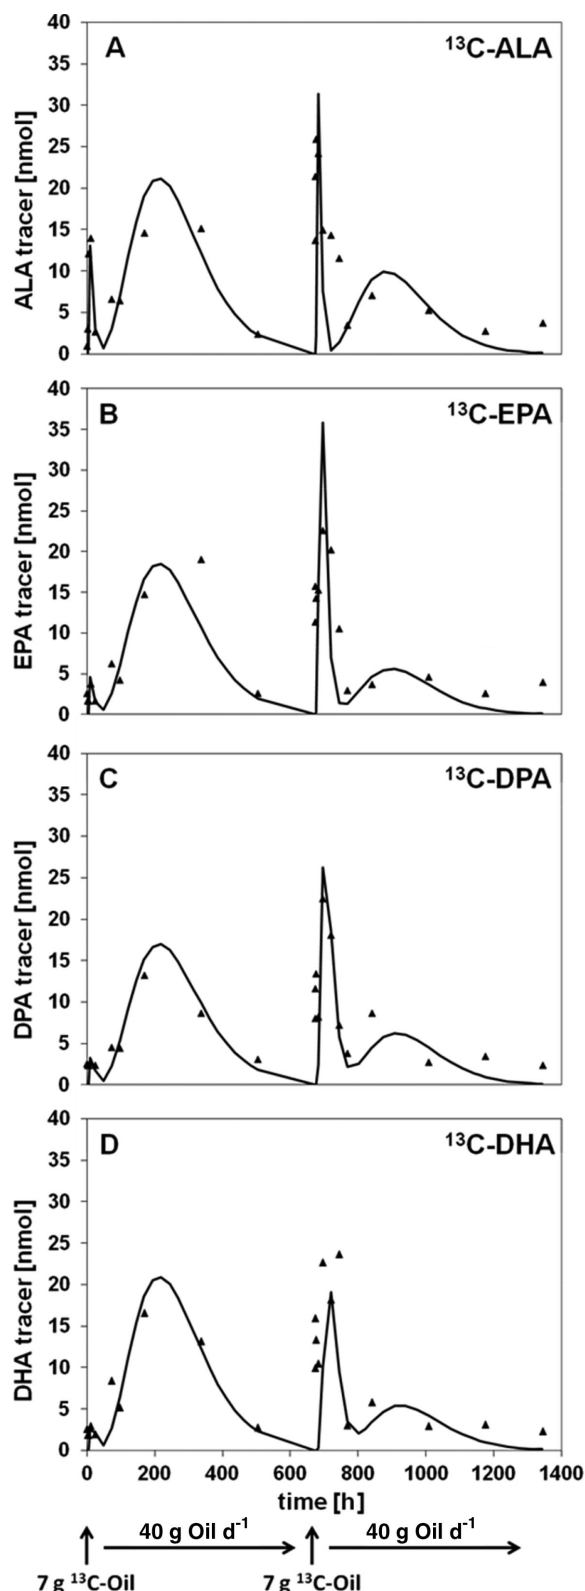 A
¹³C-ALA
ALA tracer [nmol]
40
35
30
25
20
15
10
5
0
B
¹³C-EPA
EPA tracer [nmol]
40
35
30
25
20
15
10
5
0
C
¹³C-DPA
DPA tracer [nmol]
40
35
30
25
20
15
10
5
0
D
¹³C-DHA
DHA tracer [nmol]
40
35
30
25
20
15
10
5
0
0 200 400 600 800 1000 1200 1400
time [h]
40 g Oil d⁻¹ 40 g Oil d⁻¹
7 g ¹³C-Oil 7 g ¹³C-Oil